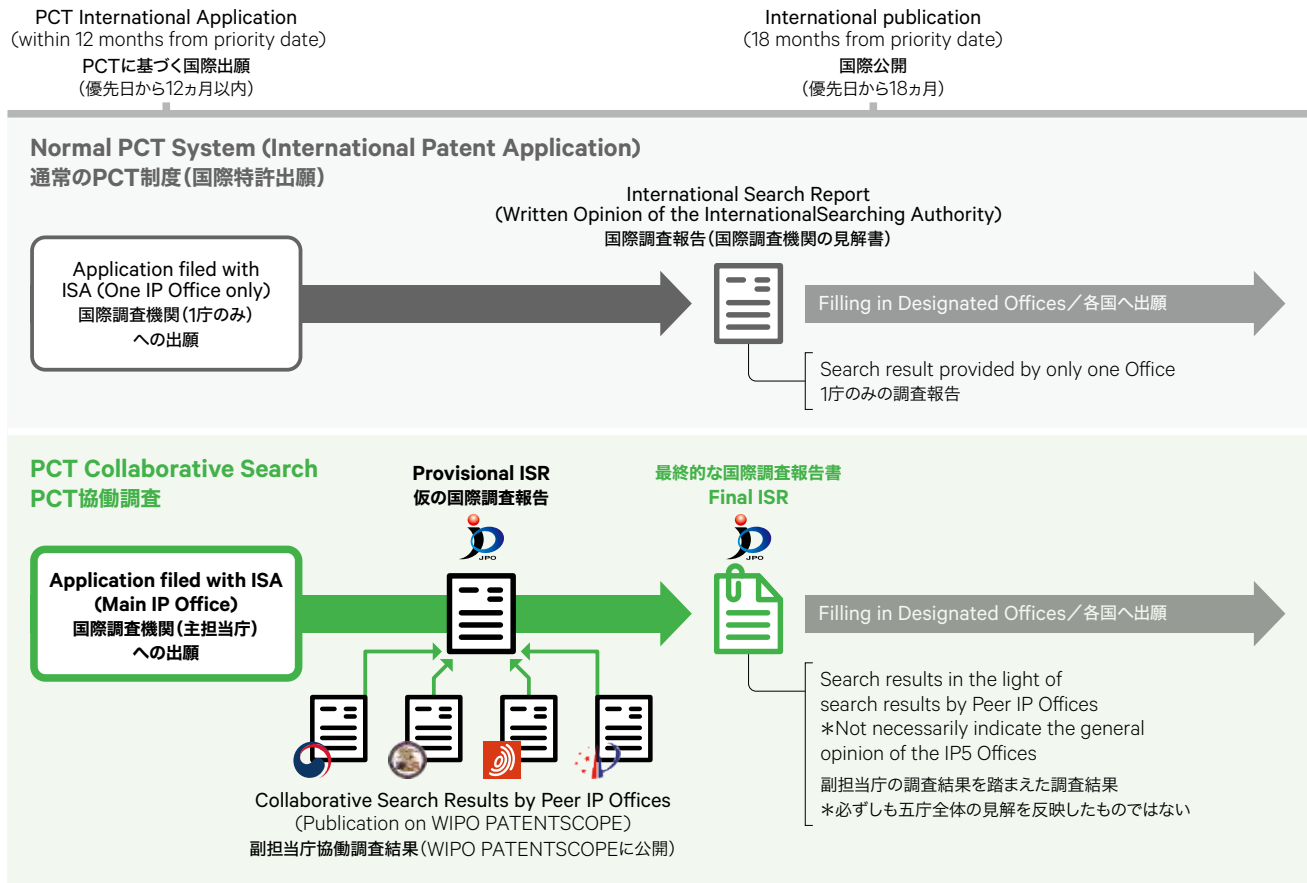 PCT International Application
(within 12 months from priority date)
PCTに基づく国際出願
(優先日から12ヵ月以内)
International publication
(18 months from priority date)
国際公開
(優先日から18ヵ月)
Normal PCT System (International Patent Application)
通常のPCT制度(国際特許出願)
International Search Report
(Written Opinion of the InternationalSearching Authority)
国際調査報告(国際調査機関の見解書)
Application filed with
ISA (One IP Office only)
国際調査機関(1庁のみ)
への出願
Filling in Designated Offices／各国へ出願
Search result provided by only one Office
1庁のみの調査報告
PCT Collaborative Search
PCT協働調査
Provisional ISR
仮の国際調査報告
JPO
最終的な国際調査報告書
Final ISR
JPO
Application filed with ISA
(Main IP Office)
国際調査機関(主担当庁)
への出願
Filling in Designated Offices／各国へ出願
Search results in the light of
search results by Peer IP Offices
＊Not necessarily indicate the general
opinion of the IP5 Offices
副担当庁の調査結果を踏まえた調査結果
＊必ずしも五庁全体の見解を反映したものではない
Collaborative Search Results by Peer IP Offices
(Publication on WIPO PATENTSCOPE)
副担当庁協働調査結果(WIPO PATENTSCOPEに公開)